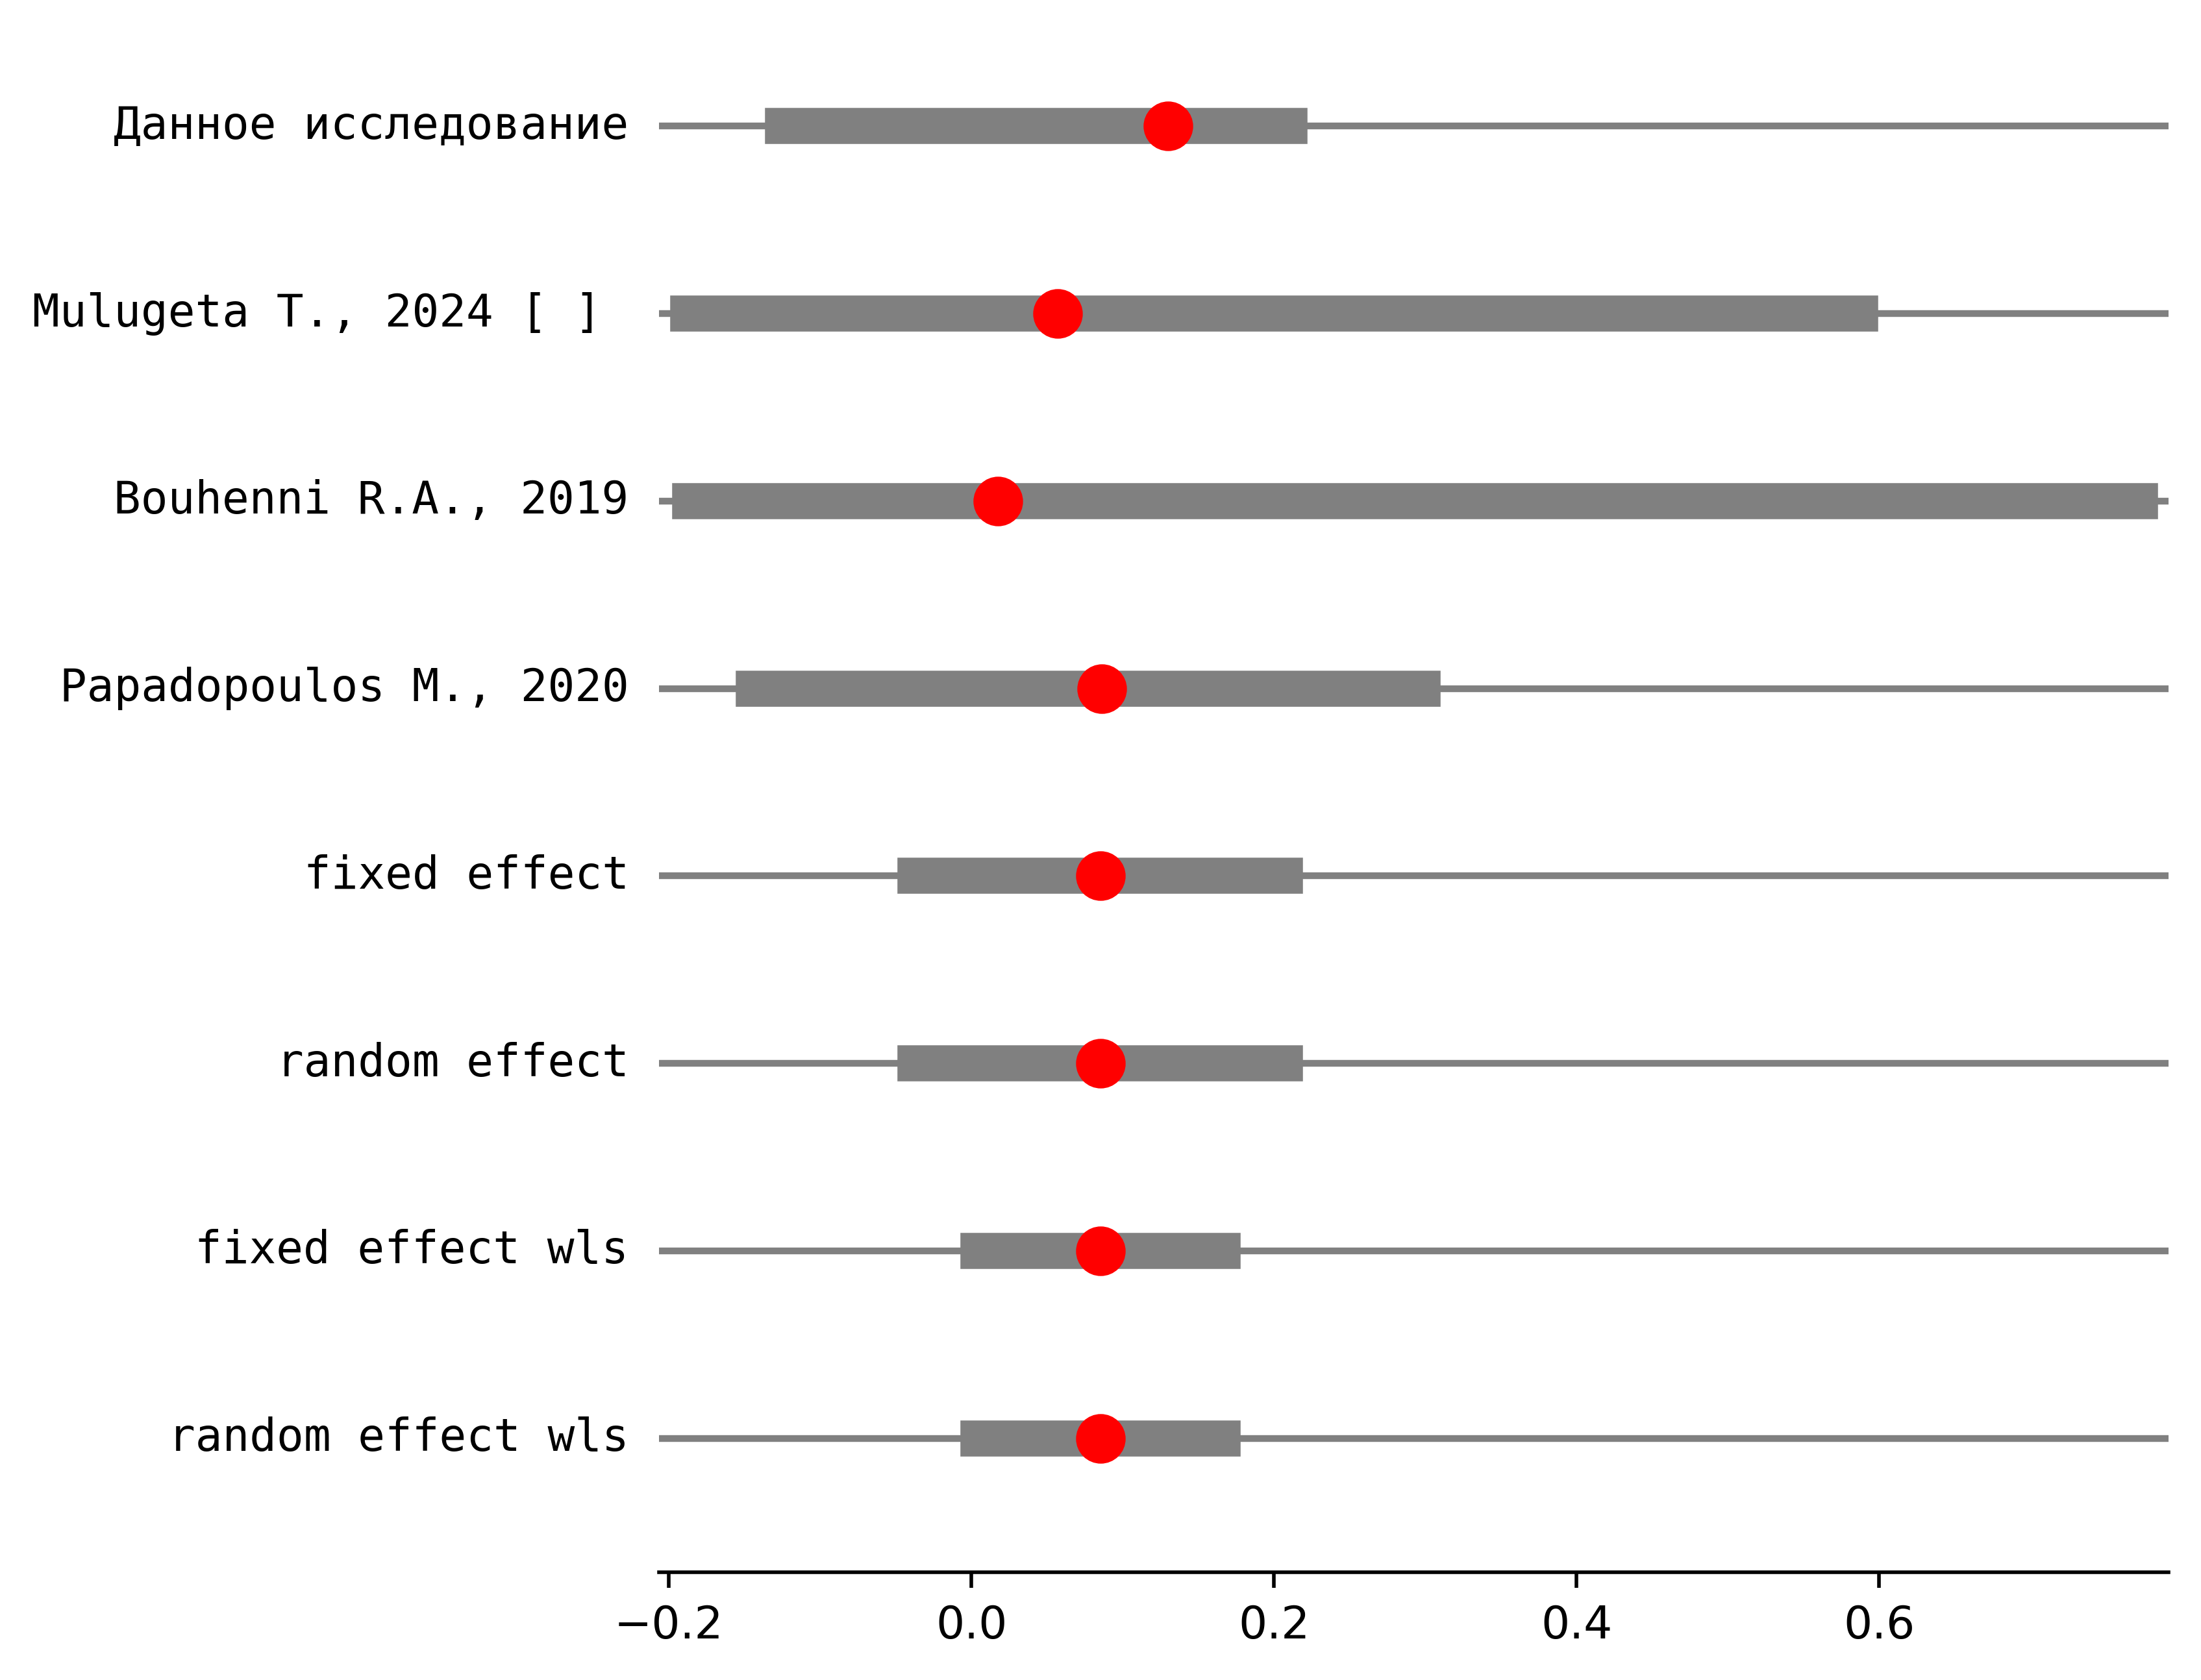 Данное исследование
Mulugeta T., 2024 [ ]
Bouhenni R.A., 2019
Papadopoulos M., 2020
fixed effect
random effect
fixed effect wls
random effect wls
−0.2 0.0 0.2 0.4 0.6